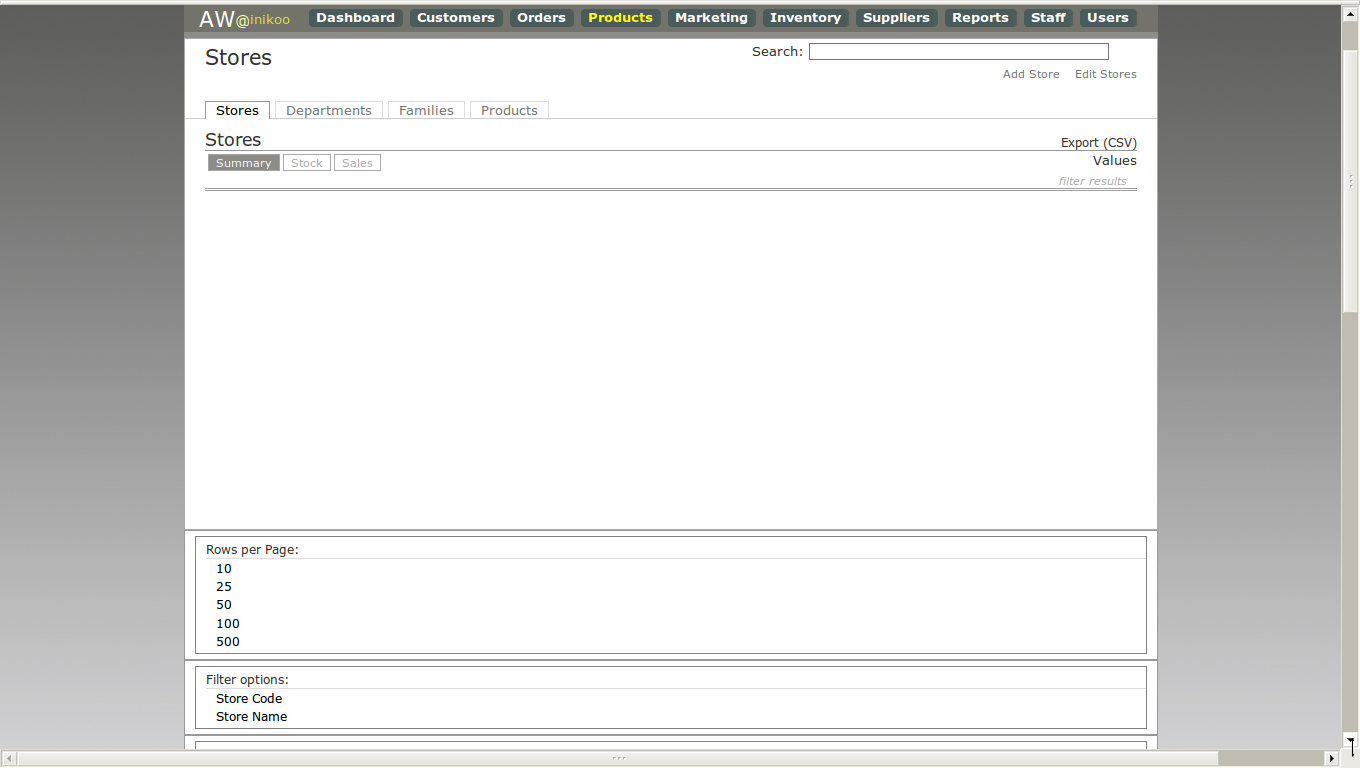 AW@inikoo Dashboard Customers Orders Products Marketing Inventory Suppliers Reports Staff Users
Stores Search:
Add Store Edit Stores
Stores Departments Families Products
Stores Export (CSV)
Summary Stock Sales Values
filter results
Rows per Page:
10
25
50
100
500
Filter options:
Store Code
Store Name